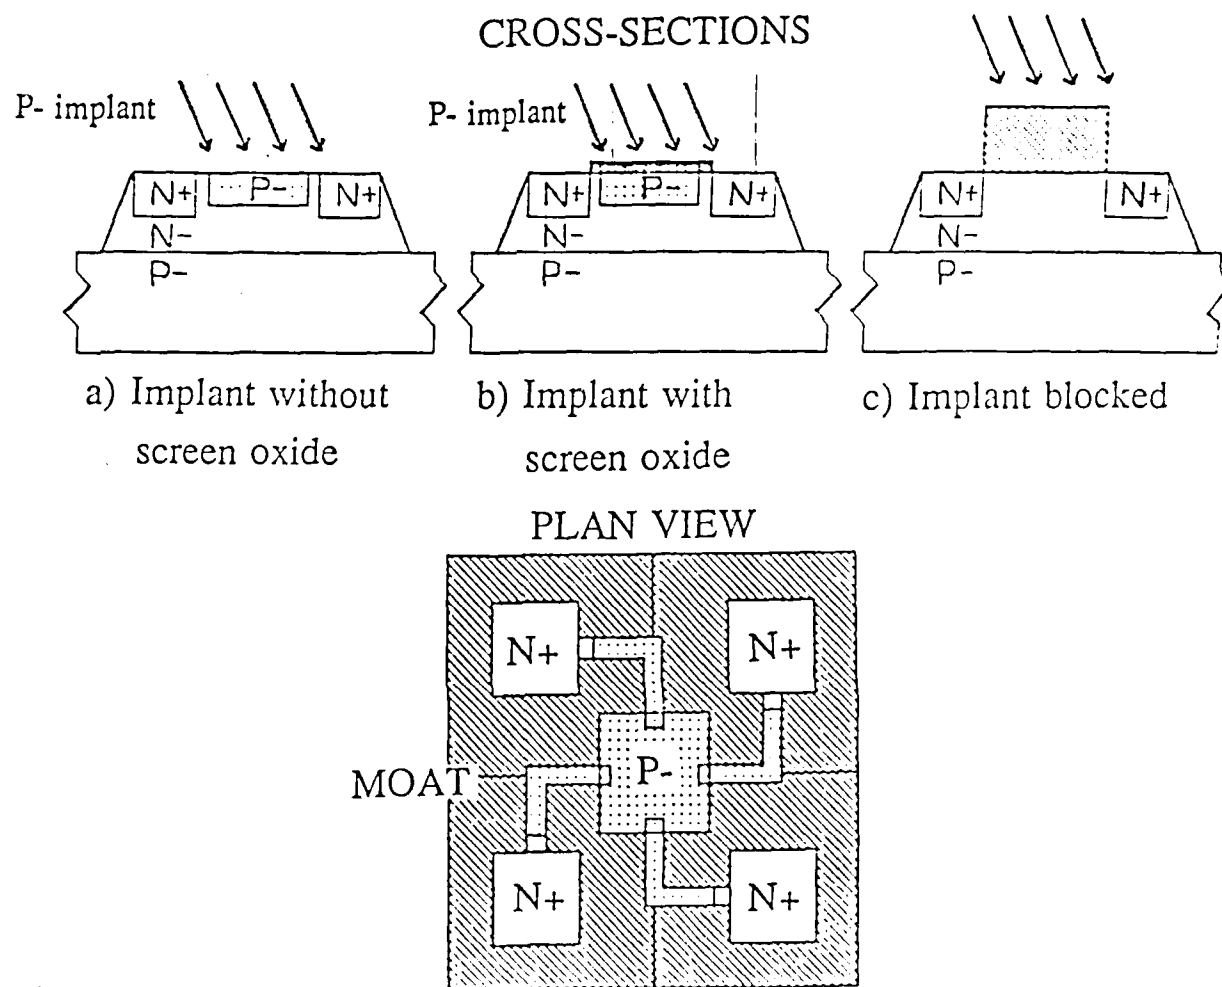 CROSS-SECTIONS
P- implant
P- implant
N+
P-
N+
N-
P-
N+
P-
N+
N-
P-
N+
N+
N-
P-
a) Implant without
screen oxide
b) Implant with
screen oxide
c) Implant blocked
PLAN VIEW
N+
N+
P-
MOAT
N+
N+